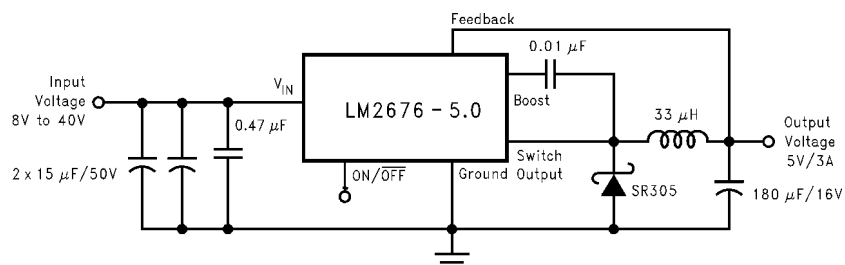 Feedback
0.01 μF
Input
Voltage
8V to 40V
V_IN
LM2676 - 5.0
Boost
33 μH
0.47 μF
Output
Voltage
5V/3A
Switch
Output
2 x 15 μF/50V
ON/O̅F̅F̅
Ground
SR305
180 μF/16V